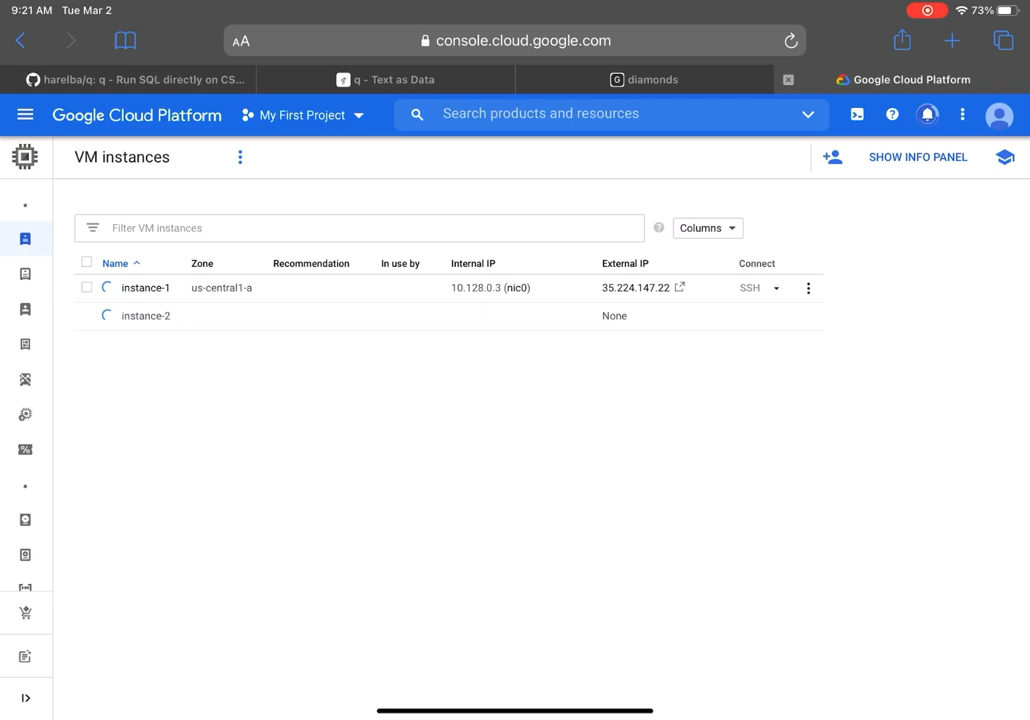 9:21 AM Tue Mar 2 73%
AA console.cloud.google.com
harelba/q: q - Run SQL directly on CS... q - Text as Data diamonds Google Cloud Platform
Google Cloud Platform My First Project Search products and resources
VM instances SHOW INFO PANEL
Filter VM instances Columns
Name Zone Recommendation In use by Internal IP External IP Connect
instance-1 us-central1-a 10.128.0.3 (nic0) 35.224.147.22 SSH
instance-2 None